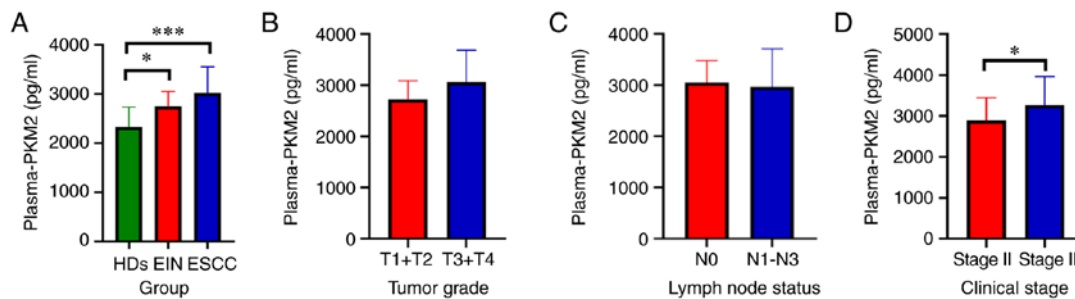 A
Plasma-PKM2 (pg/ml)
4000
3000
2000
1000
0
***
*
HDs EIN ESCC
Group
B
Plasma-PKM2 (pg/ml)
4000
3000
2000
1000
0
T1+T2 T3+T4
Tumor grade
C
Plasma-PKM2 (pg/ml)
4000
3000
2000
1000
0
N0 N1-N3
Lymph node status
D
Plasma-PKM2 (pg/ml)
5000
4000
3000
2000
1000
0
*
Stage II Stage II
Clinical stage